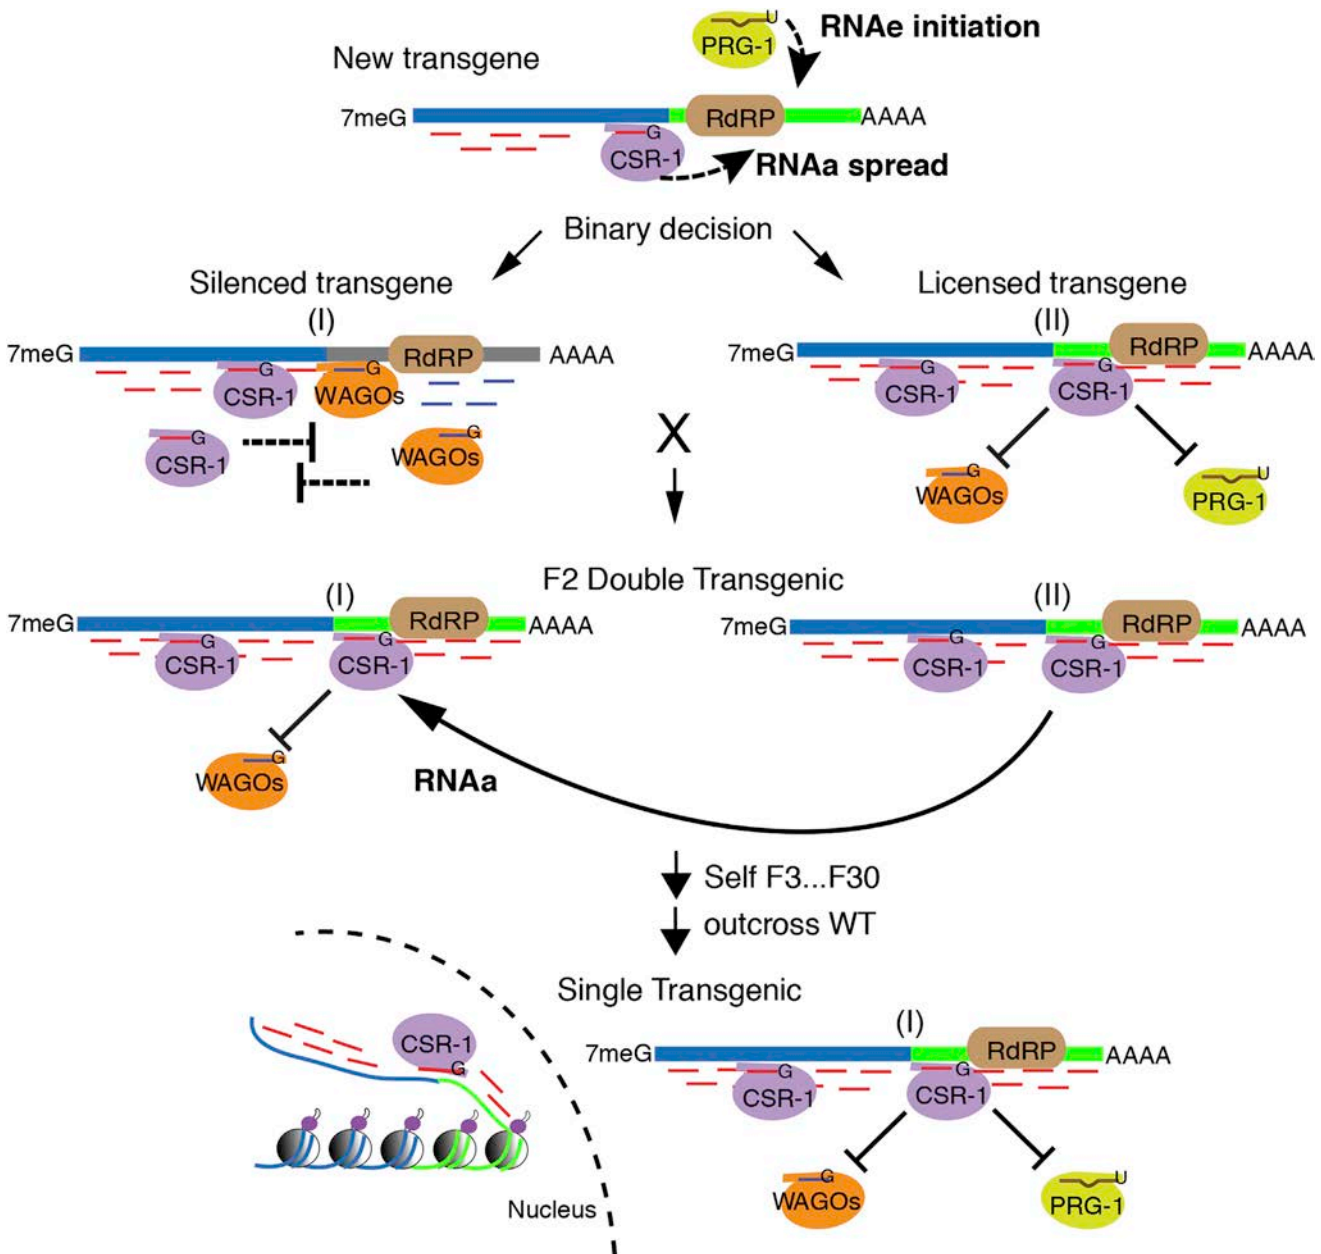 U
PRG-1
RNAe initiation
New transgene
7meG
RdRP
AAAA
G
CSR-1
RNAa spread
Binary decision
Silenced transgene
Licensed transgene
(I)
(II)
7meG
RdRP
AAAA
G
CSR-1
G
WAGOs
G
CSR-1
G
WAGOs
X
7meG
RdRP
AAAA
G
CSR-1
G
CSR-1
G
WAGOs
U
PRG-1
F2 Double Transgenic
(I)
(II)
7meG
RdRP
AAAA
G
CSR-1
G
CSR-1
G
WAGOs
7meG
RdRP
AAAA
G
CSR-1
G
CSR-1
RNAa
Self F3...F30
outcross WT
Single Transgenic
(I)
7meG
RdRP
AAAA
G
CSR-1
G
CSR-1
G
WAGOs
U
PRG-1
CSR-1
G
Nucleus